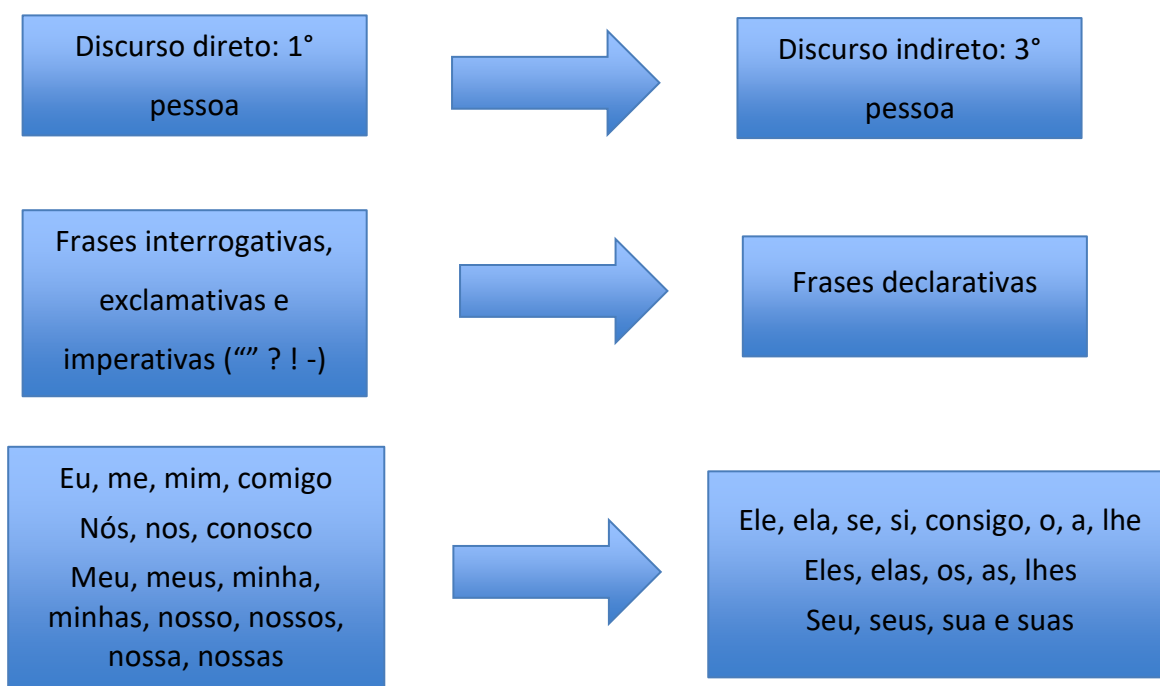 Discurso direto: 1°
pessoa
Discurso indireto: 3°
pessoa
Frases interrogativas,
exclamativas e
imperativas (“” ? ! -)
Frases declarativas
Eu, me, mim, comigo
Nós, nos, conosco
Meu, meus, minha,
minhas, nosso, nossos,
nossa, nossas
Ele, ela, se, si, consigo, o, a, lhe
Eles, elas, os, as, lhes
Seu, seus, sua e suas